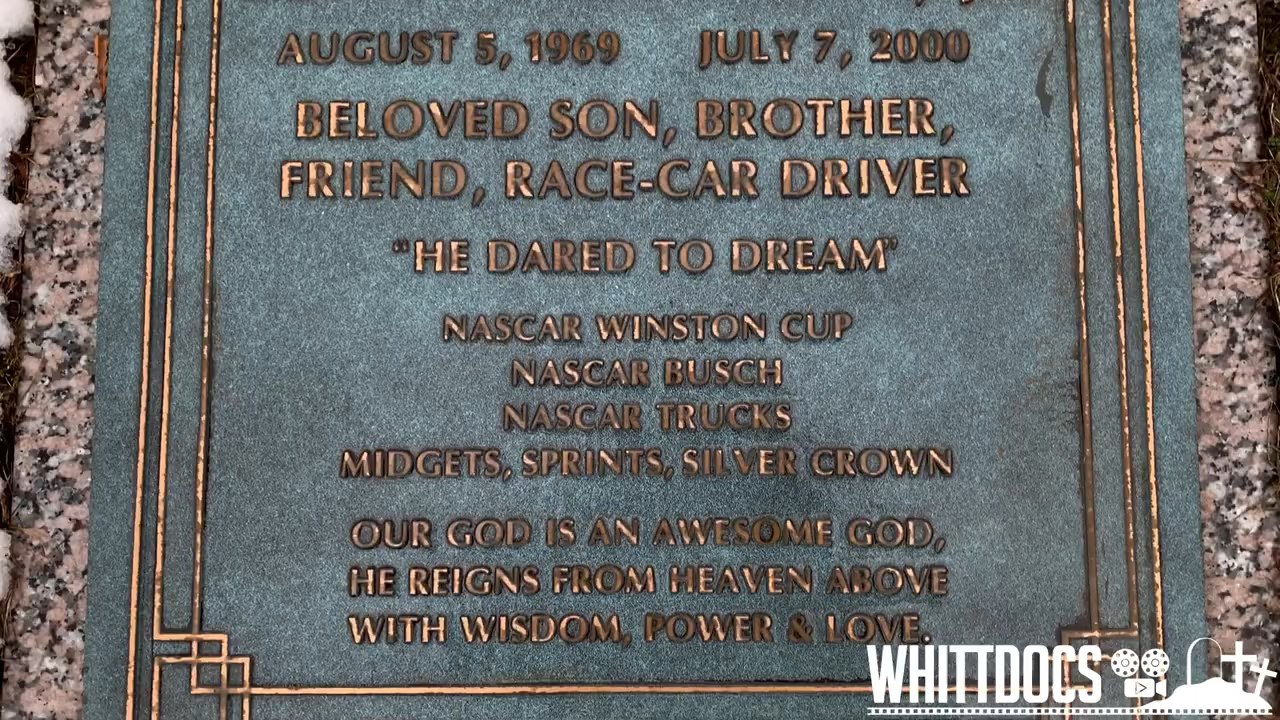 AUGUST 5, 1969 JULY 7, 2000
BELOVED SON, BROTHER,
FRIEND, RACE-CAR DRIVER
"HE DARED TO DREAM"
NASCAR WINSTON CUP
NASCAR BUSCH
NASCAR TRUCKS
MIDGETS, SPRINTS, SILVER CROWN
OUR GOD IS AN AWESOME GOD,
HE REIGNS FROM HEAVEN ABOVE
WITH WISDOM, POWER & LOVE.
WHITTDOCS